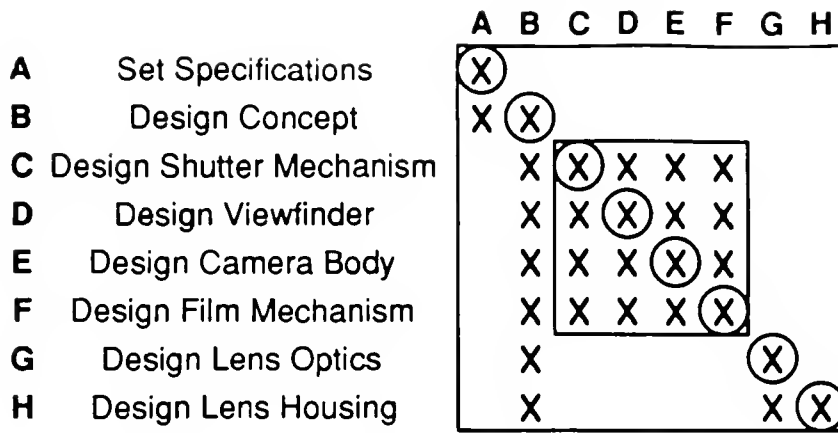 A B C D E F G H
A Set Specifications X
B Design Concept X X
C Design Shutter Mechanism X X X X X
D Design Viewfinder X X X X X
E Design Camera Body X X X X X
F Design Film Mechanism X X X X X
G Design Lens Optics X X
H Design Lens Housing X X X